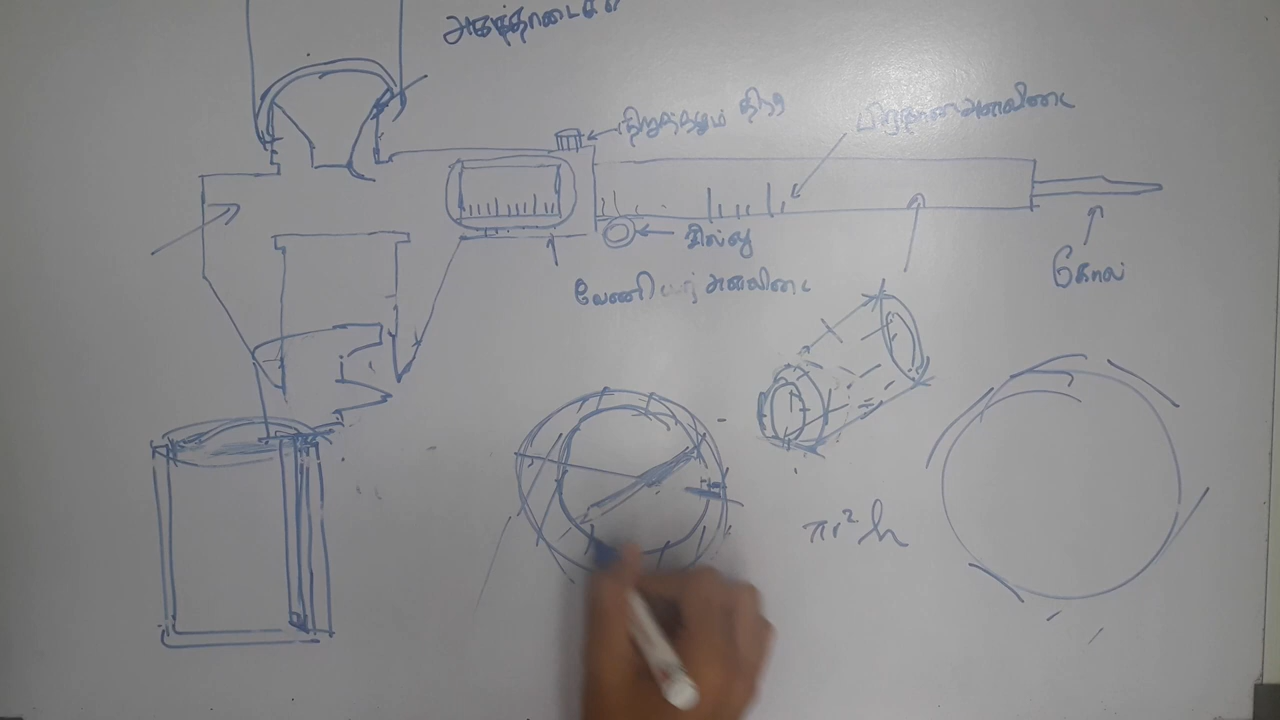 நிறுத்தும் திருகு
பிரதான அளவிடை
வில்லு
கோல்
வேணியர் அளவிடை
πr²h